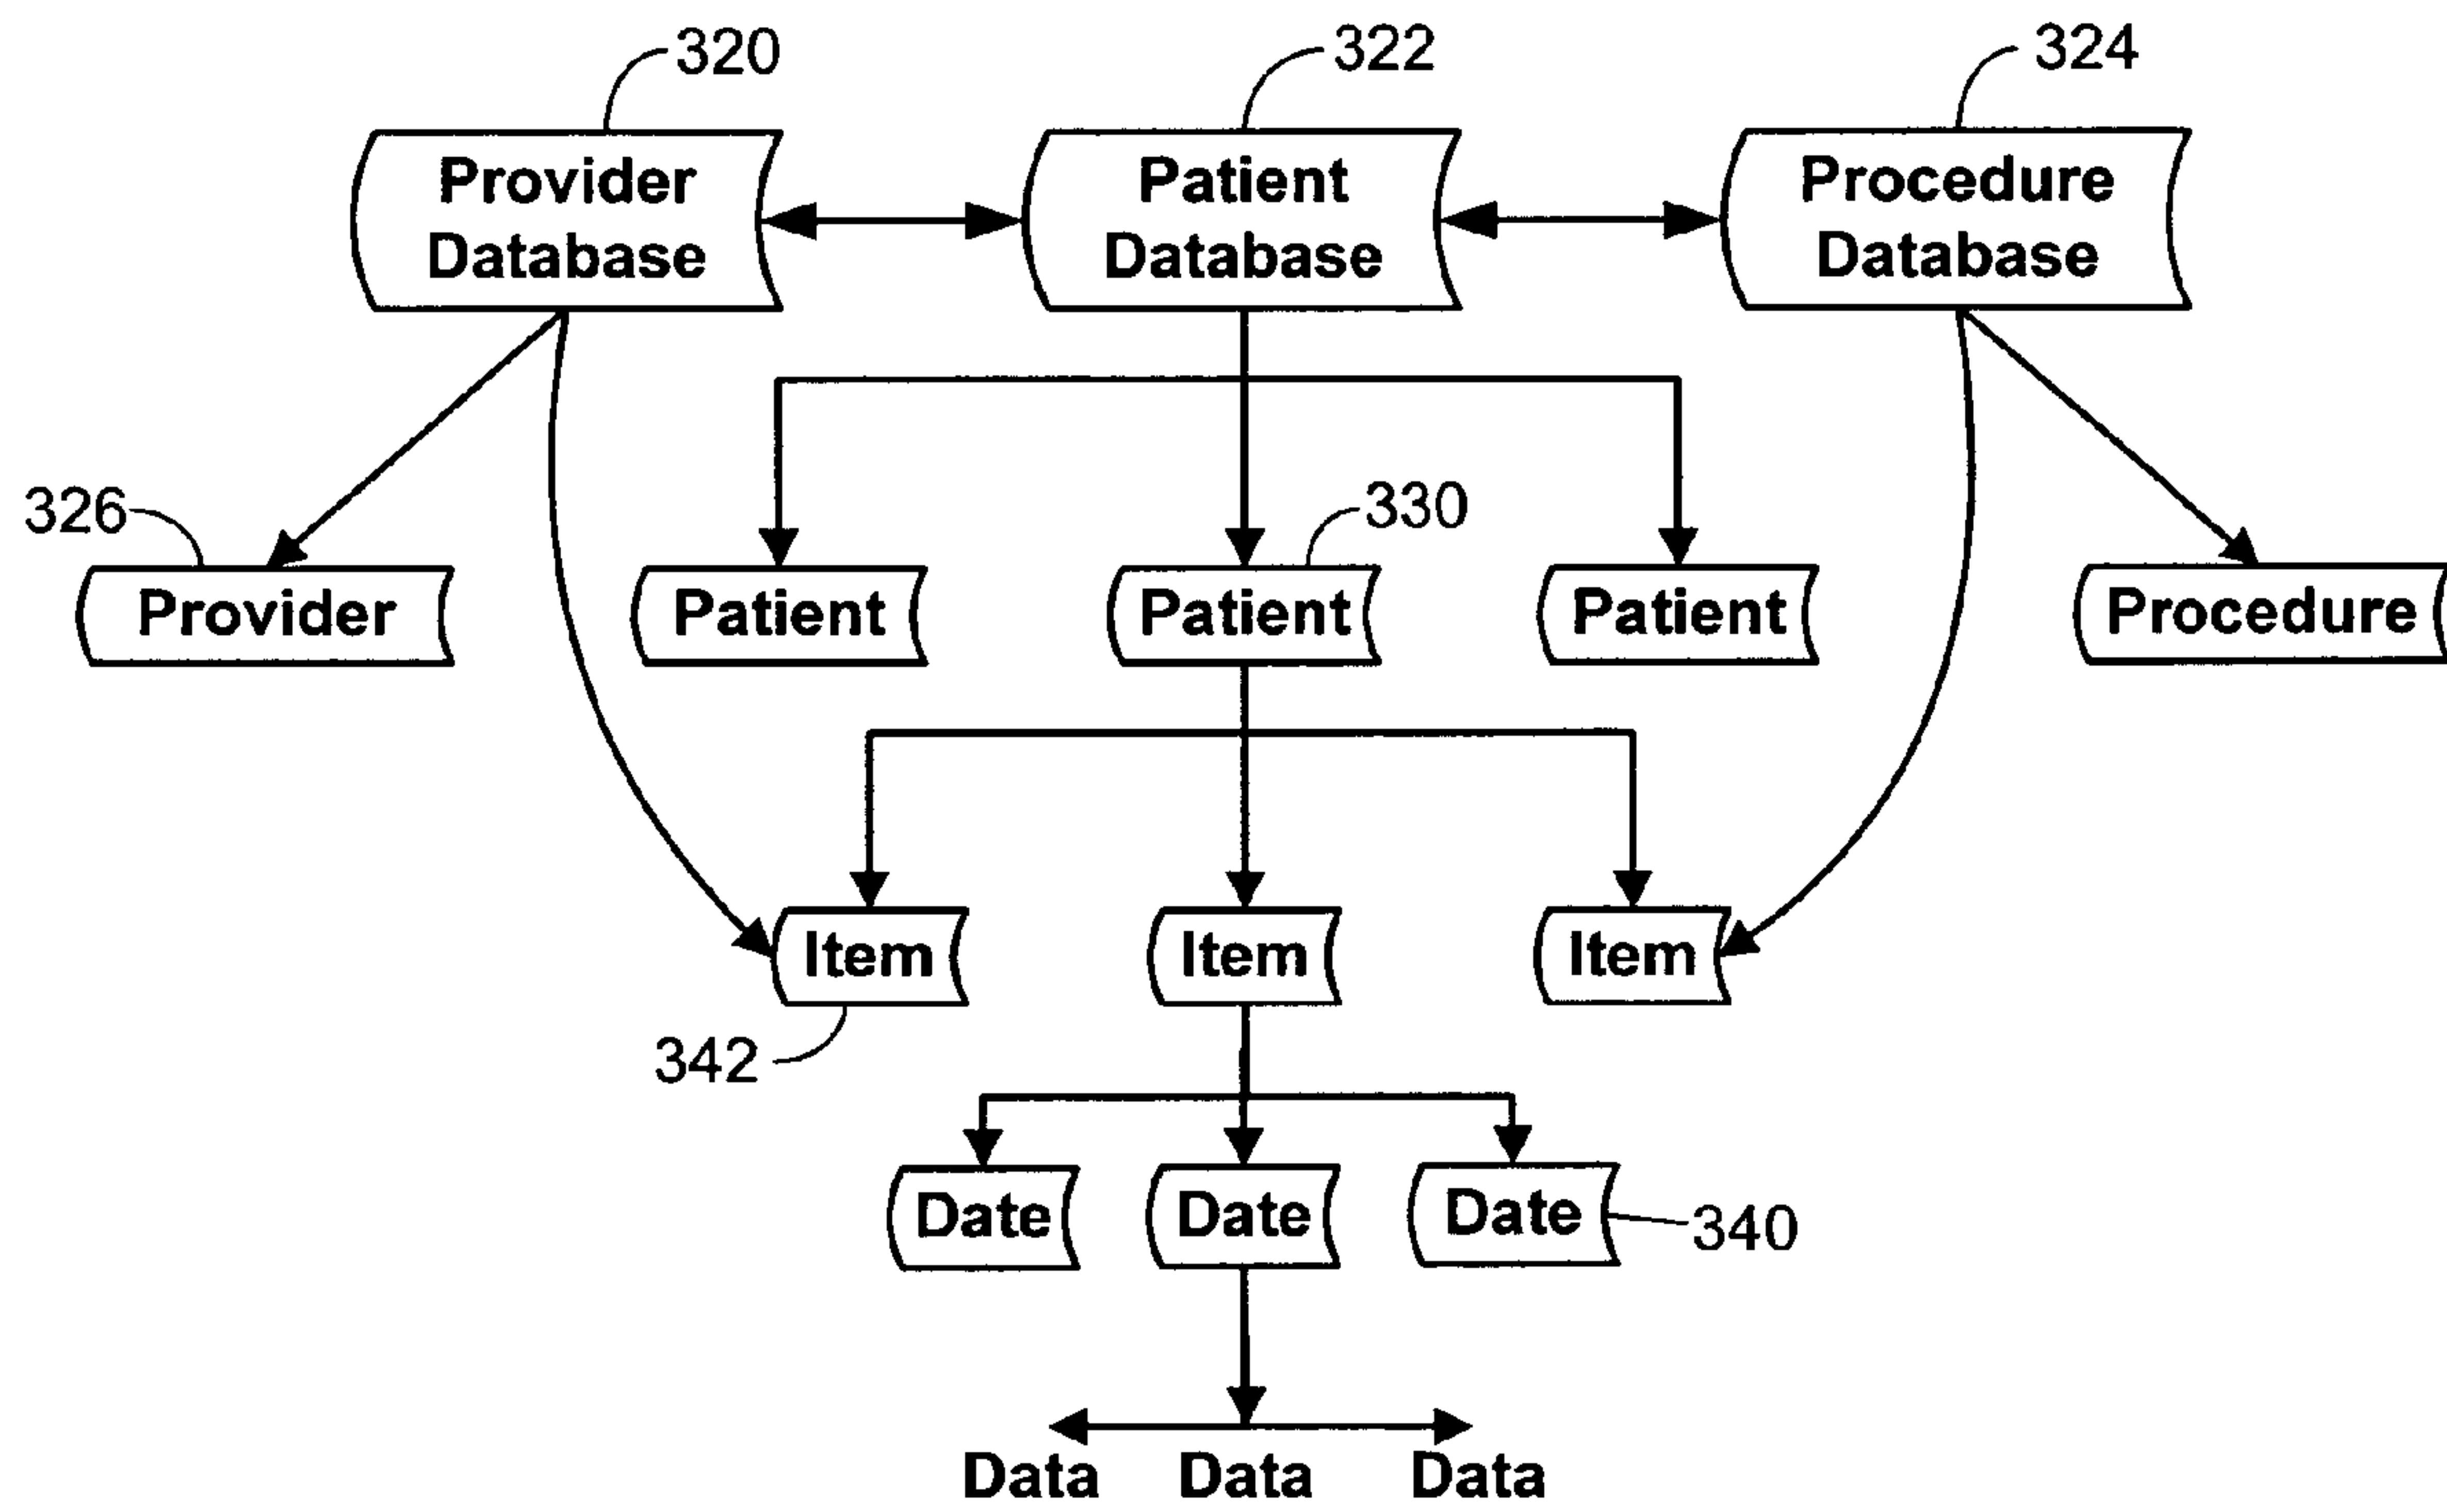 320
322
324
Provider
Database
Patient
Database
Procedure
Database
326
330
Provider
Patient
Patient
Patient
Procedure
Item
Item
Item
342
Date
Date
Date
340
Data
Data
Data